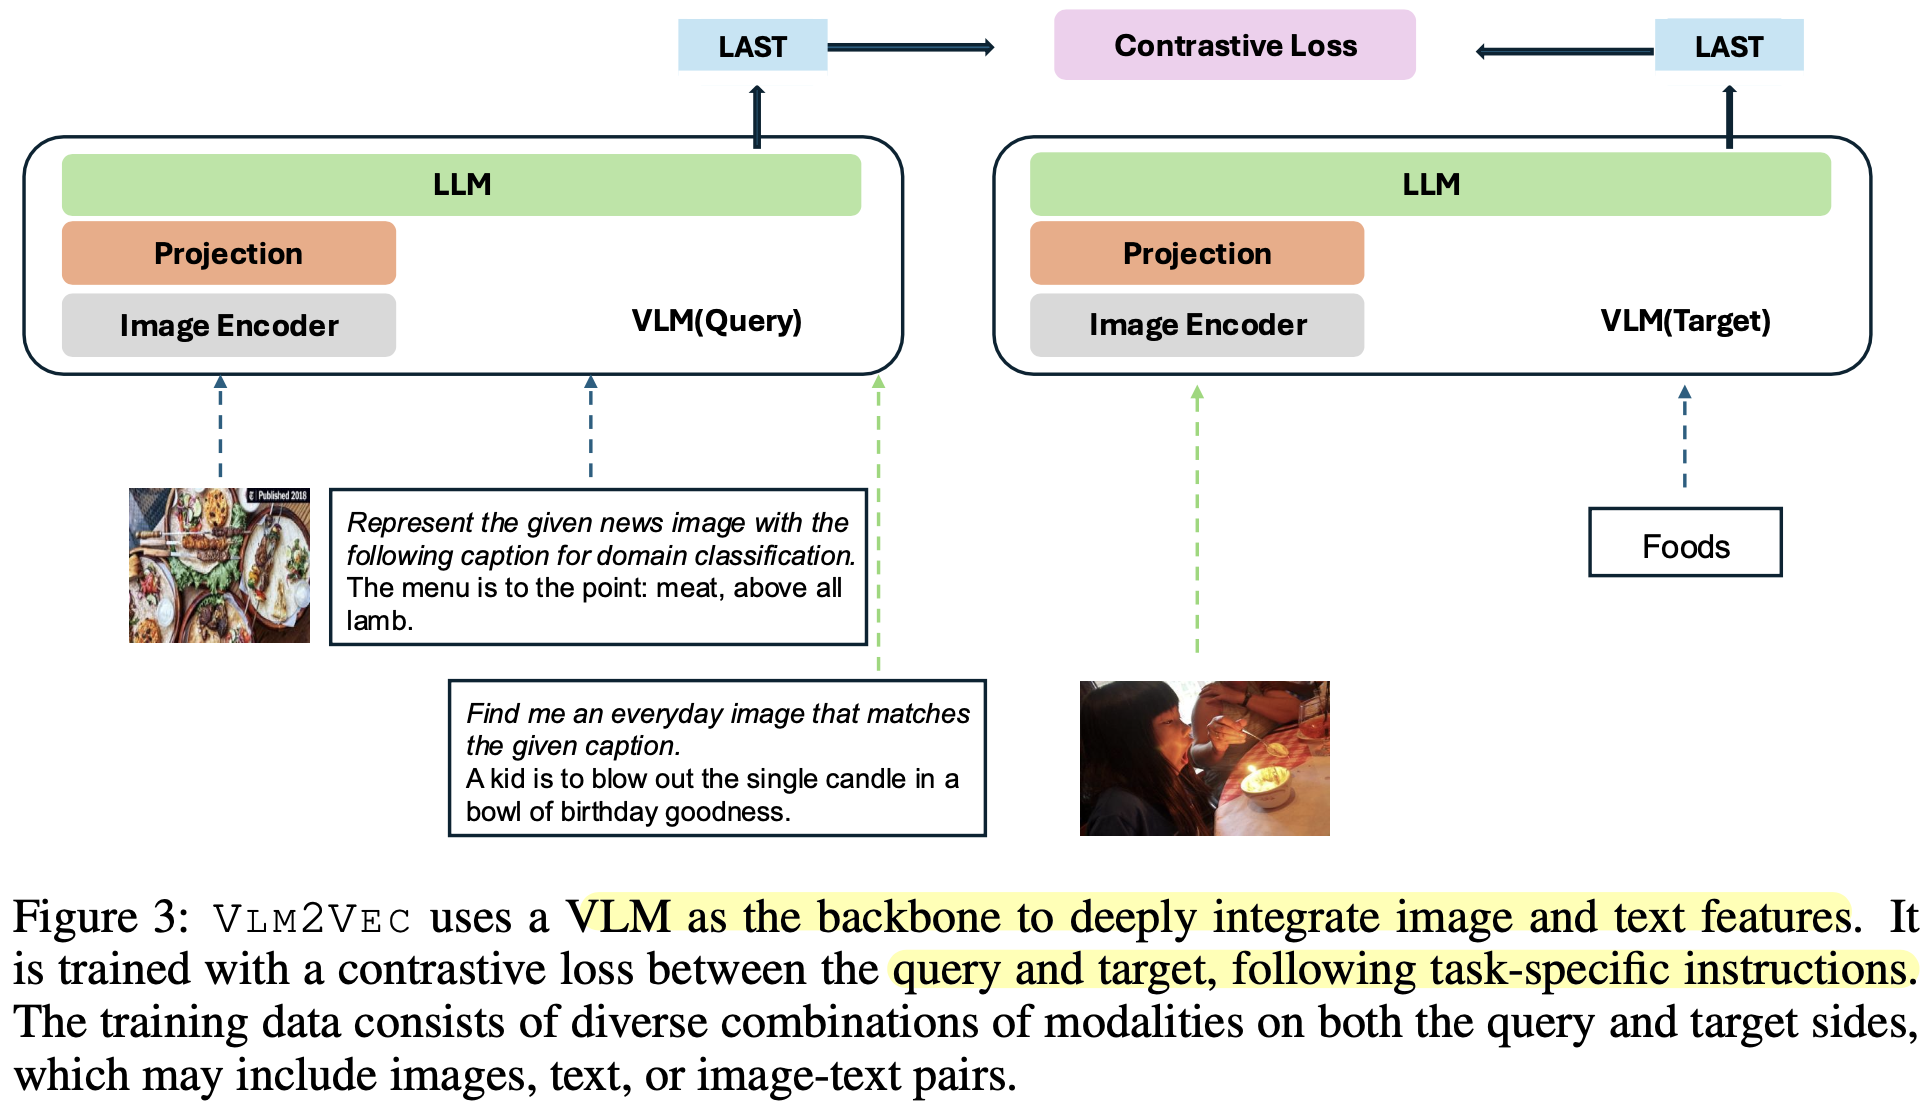 LAST
Contrastive Loss
LAST
LLM
Projection
Image Encoder
VLM(Query)
LLM
Projection
Image Encoder
VLM(Target)
Published 2018
Represent the given news image with the
following caption for domain classification.
The menu is to the point: meat, above all
lamb.
Foods
Find me an everyday image that matches
the given caption.
A kid is to blow out the single candle in a
bowl of birthday goodness.
Figure 3: VLM2VEC uses a VLM as the backbone to deeply integrate image and text features. It
is trained with a contrastive loss between the query and target, following task-specific instructions.
The training data consists of diverse combinations of modalities on both the query and target sides,
which may include images, text, or image-text pairs.